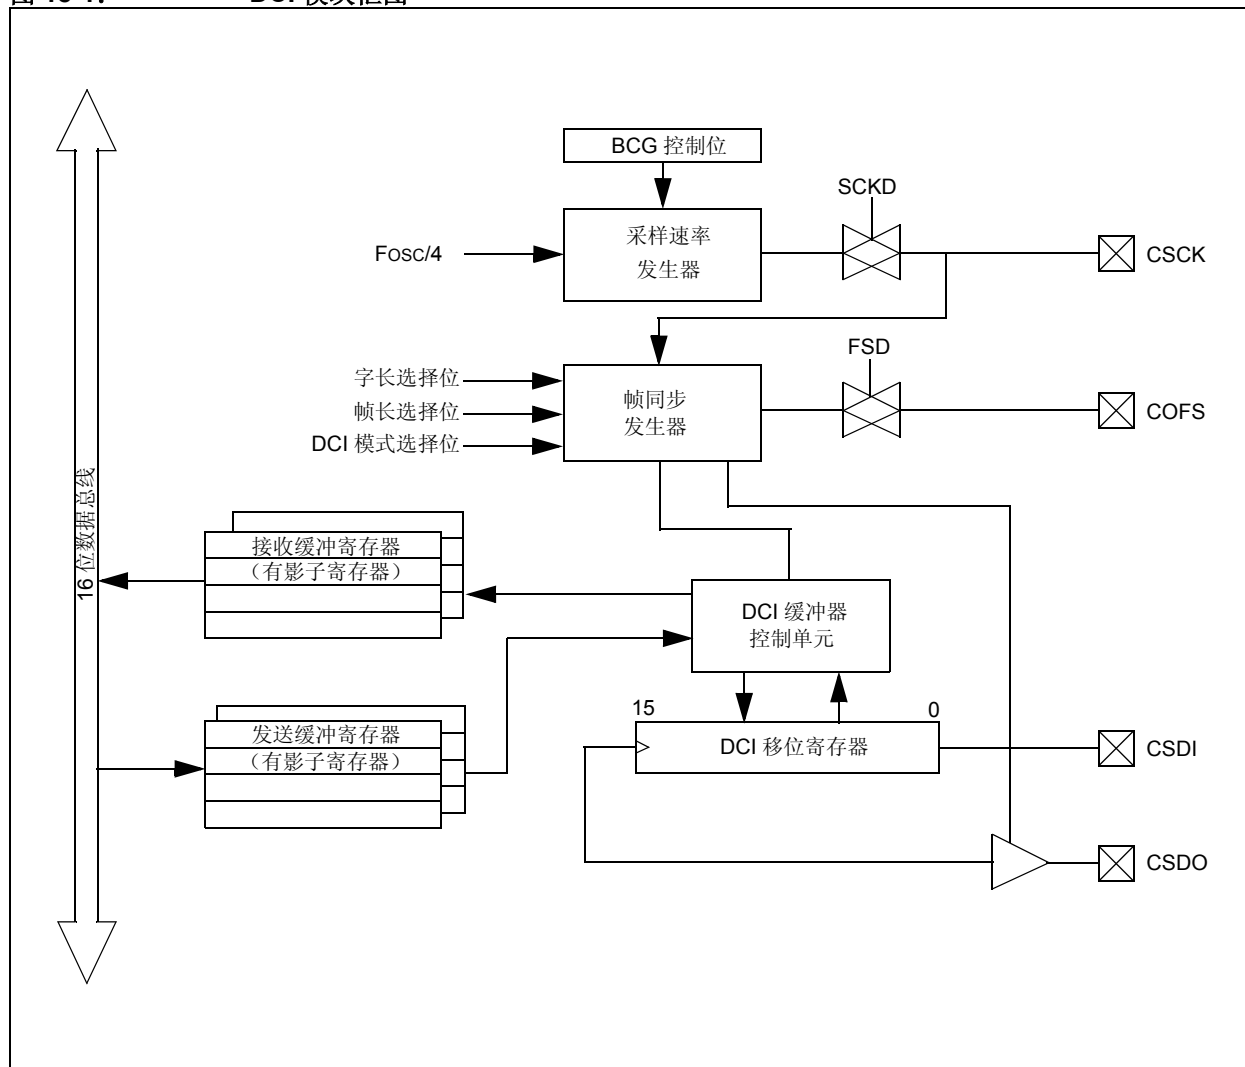 BCG 控制位
SCKD
采样速率
发生器
FOSC/4
CSCK
FSD
字长选择位
帧长选择位
DCI 模式选择位
帧同步
发生器
COFS
16 位数据总线
接收缓冲寄存器
（有影子寄存器）
DCI 缓冲器
控制单元
发送缓冲寄存器
（有影子寄存器）
15
0
DCI 移位寄存器
CSDI
CSDO